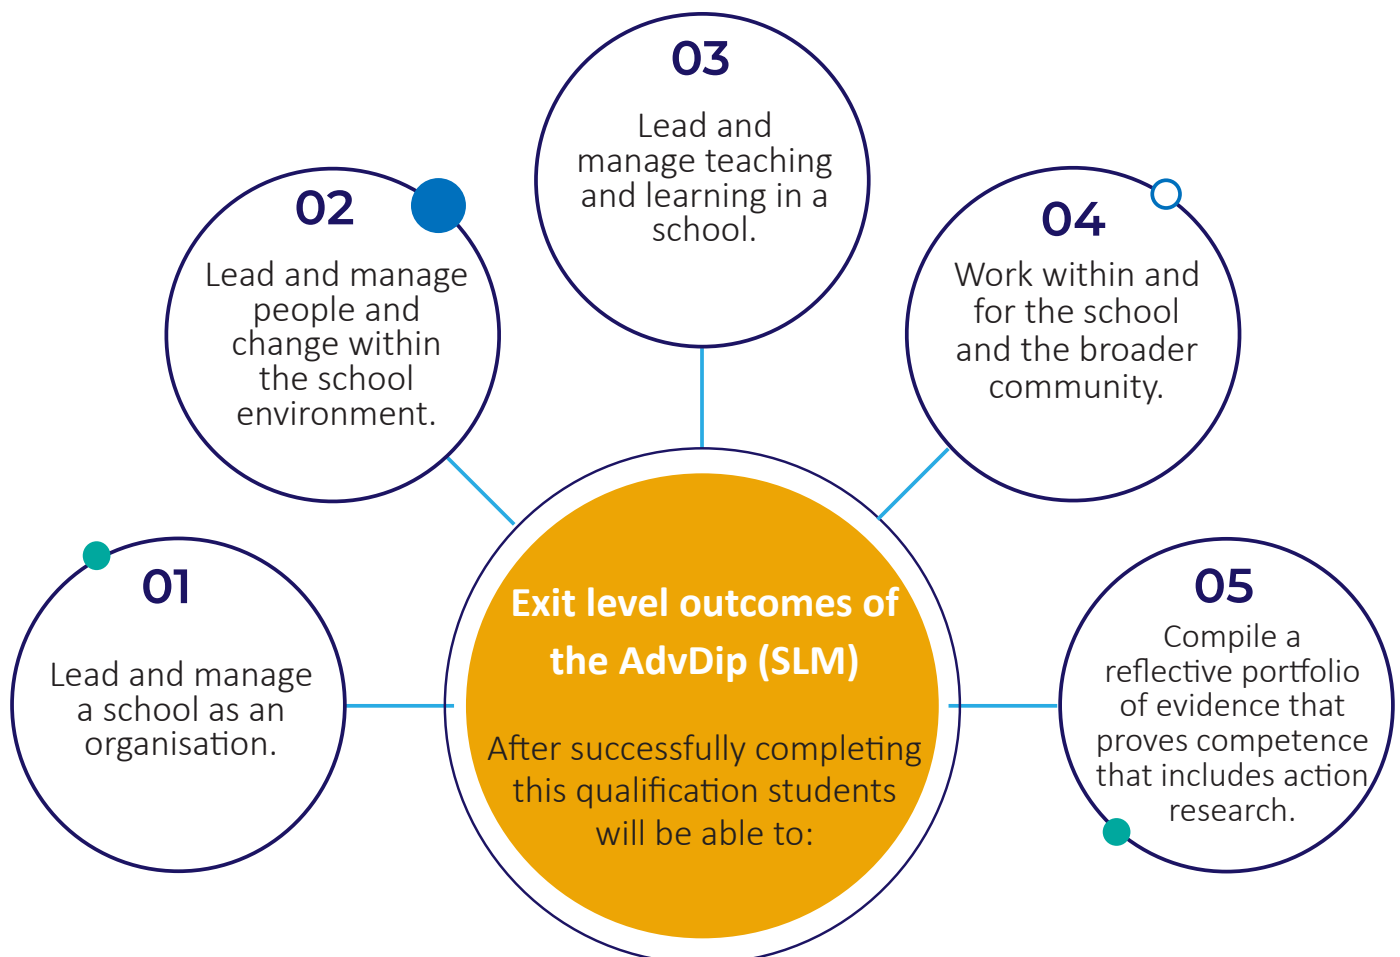 01
Lead and manage
a school as an
organisation.
02
Lead and manage
people and
change within
the school
environment.
03
Lead and
manage teaching
and learning in a
school.
04
Work within and
for the school
and the broader
community.
05
Compile a
reflective portfolio
of evidence that
proves competence
that includes action
research.
Exit level outcomes of
the AdvDip (SLM)
After successfully completing
this qualification students
will be able to: